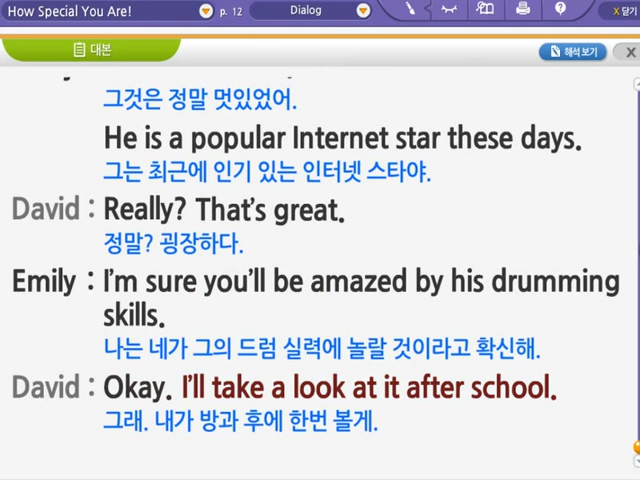 How Special You Are!
p. 12
Dialog
X 닫기
대본
해석보기
X
그것은 정말 멋있었어.
He is a popular Internet star these days.
그는 최근에 인기 있는 인터넷 스타야.
David : Really? That's great.
정말? 굉장하다.
Emily : I'm sure you'll be amazed by his drumming
skills.
나는 네가 그의 드럼 실력에 놀랄 것이라고 확신해.
David : Okay. I'll take a look at it after school.
그래. 내가 방과 후에 한번 볼게.